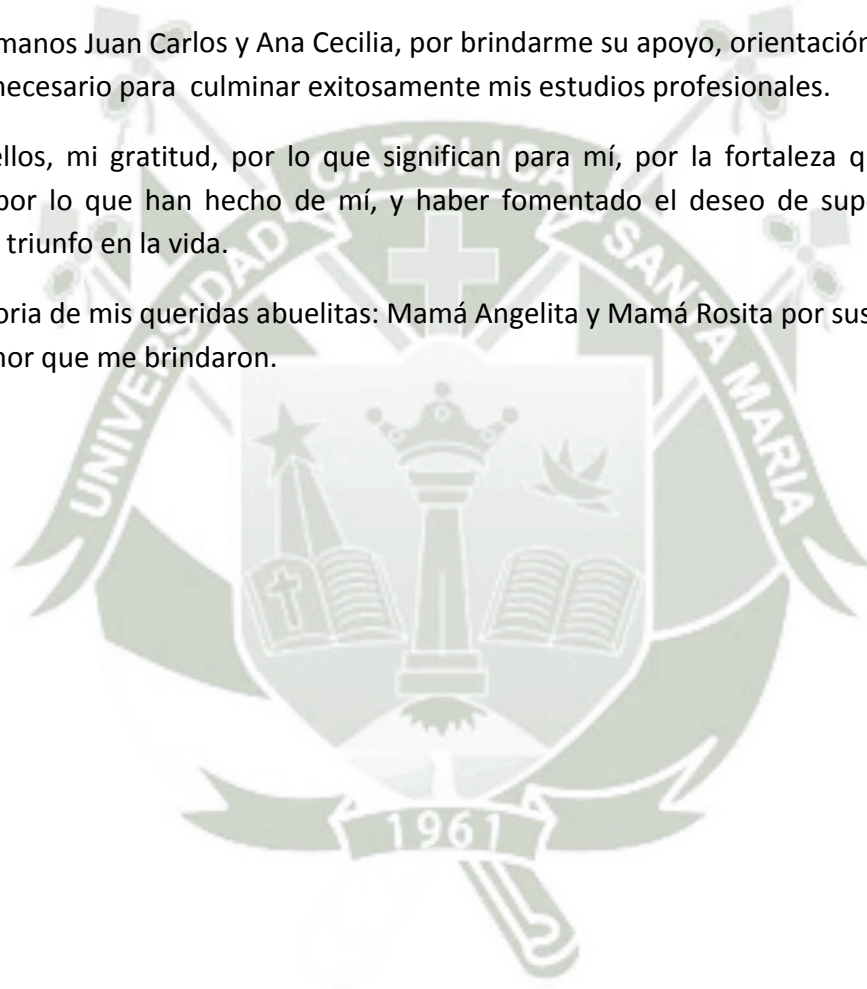 manos Juan Carlos y Ana Cecilia, por brindarme su apoyo, orientación
necesario para culminar exitosamente mis estudios profesionales.
ellos, mi gratitud, por lo que significan para mí, por la fortaleza q
por lo que han hecho de mí, y haber fomentado el deseo de sup
triunfo en la vida.
oria de mis queridas abuelitas: Mamá Angelita y Mamá Rosita por sus
nor que me brindaron.
UNIVERSIDAD CATOLICA SANTA MARIA
1961